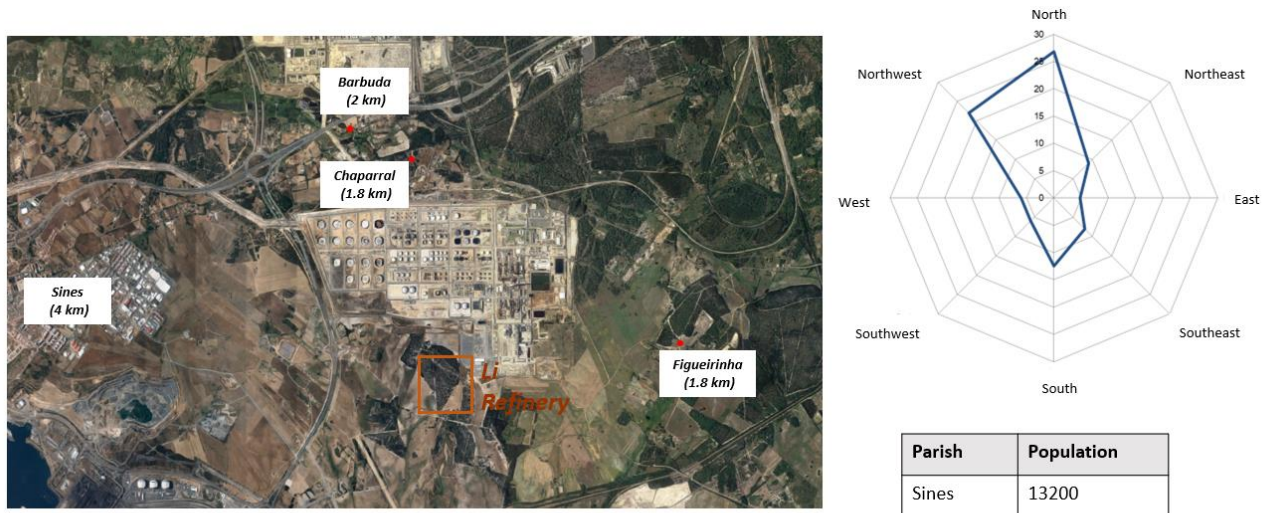 Barbuda
(2 km)
Chaparral
(1.8 km)
Sines
(4 km)
Figueirinha
(1.8 km)
Li
Refinery
North
30
25
20
15
10
5
0
Northwest
Northeast
West
East
Southwest
Southeast
South
Parish Population
Sines 13200